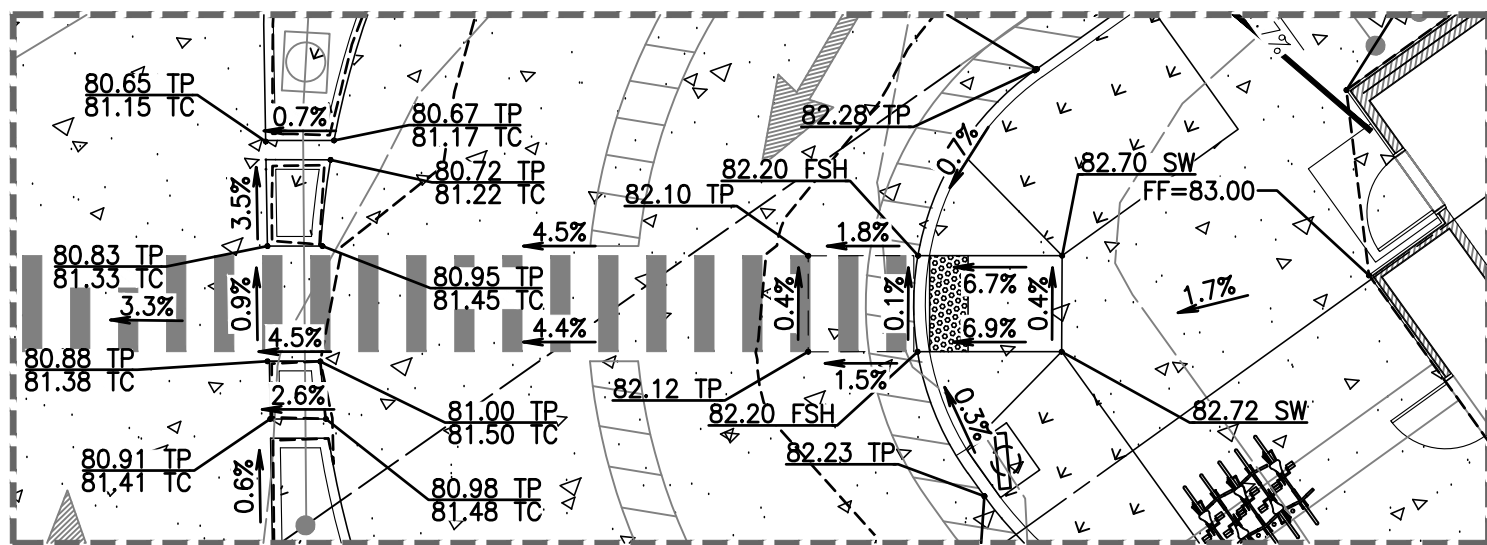 80.65 TP
81.15 TC
0.7%
80.67 TP
81.17 TC
80.72 TP
81.22 TC
3.5%
82.28 TP
0.7%
82.20 FSH
82.10 TP
82.70 SW
FF=83.00
4.5%
1.8%
80.83 TP
81.33 TC
80.95 TP
81.45 TC
0.9%
3.3%
0.4%
0.1%
6.7%
0.4%
1.7%
4.5%
4.4%
6.9%
80.88 TP
81.38 TC
1.5%
82.12 TP
82.20 FSH
2.6%
81.00 TP
81.50 TC
0.3%
82.72 SW
82.23 TP
80.91 TP
81.41 TC
0.6%
80.98 TP
81.48 TC